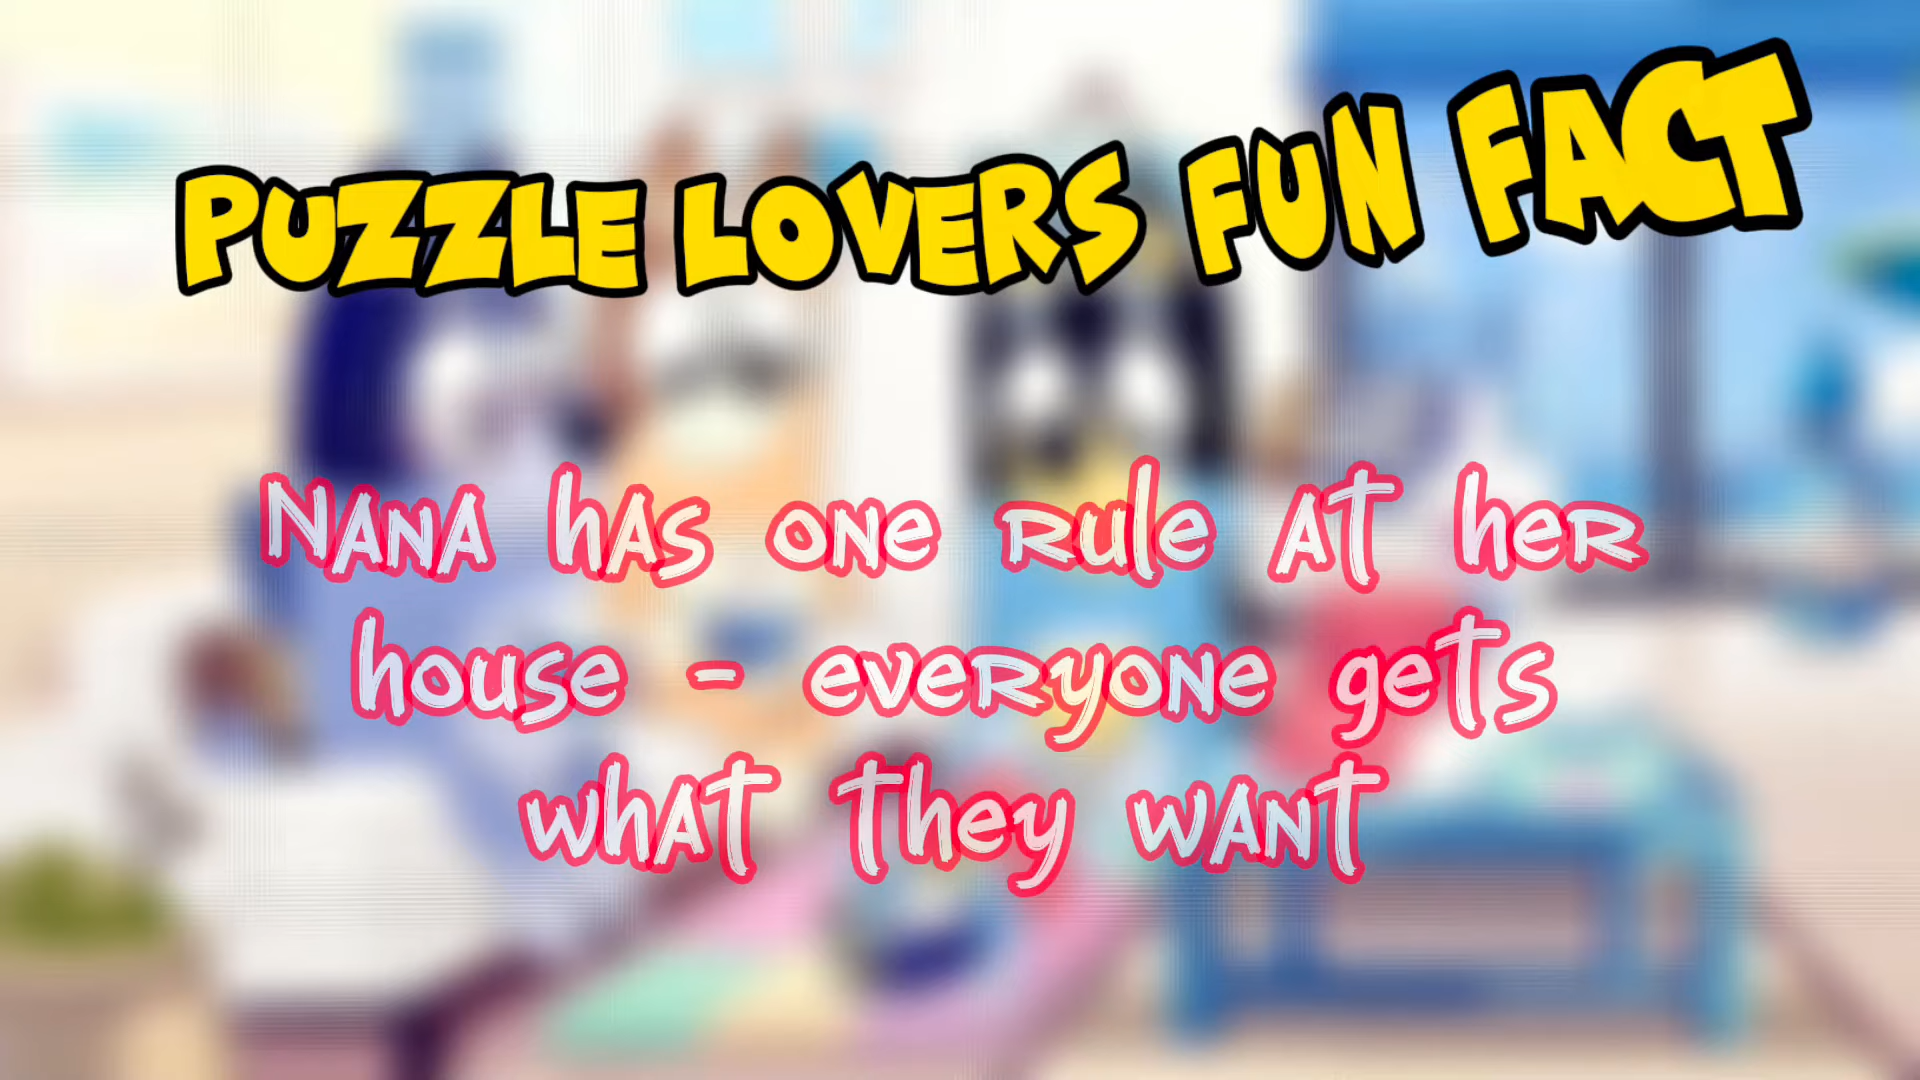 PUZZLE LOVERS FUN FACT
NANA hAS ONe RUle AT heR
house - eveRyoNe geTs
whAT They wANT